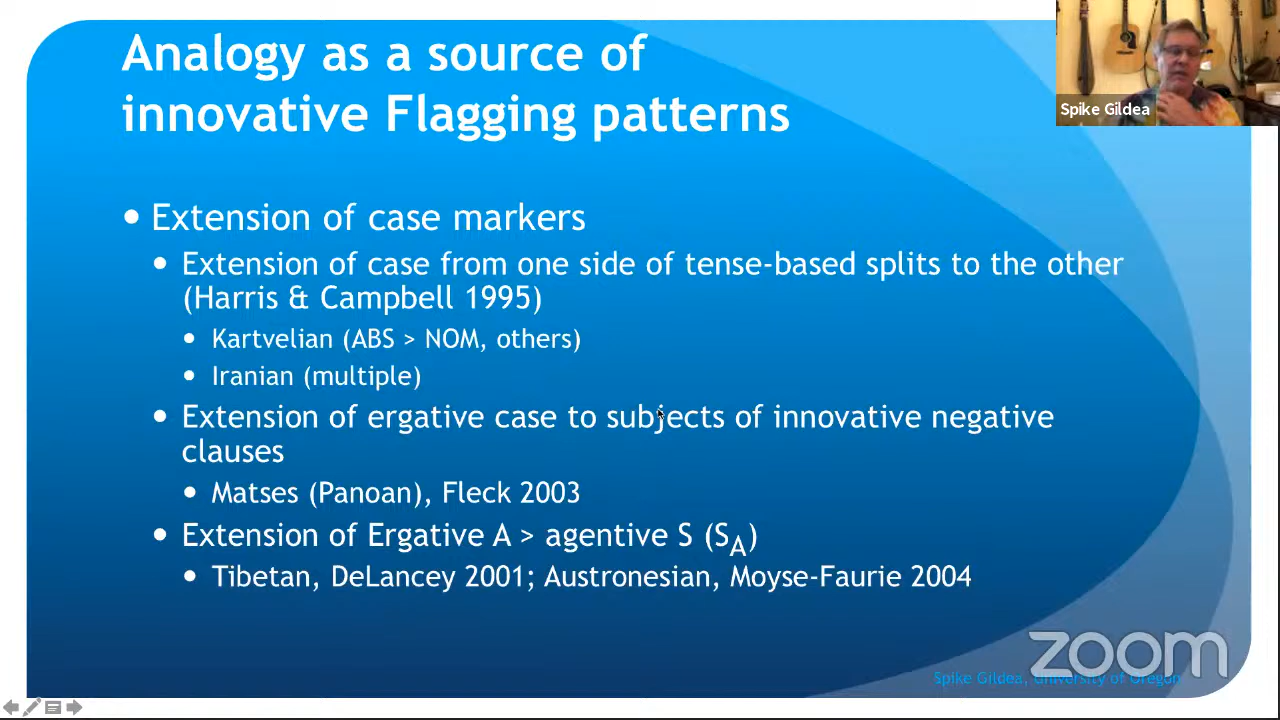 Analogy as a source of
innovative Flagging patterns
• Extension of case markers
• Extension of case from one side of tense-based splits to the other
(Harris & Campbell 1995)
• Kartvelian (ABS > NOM, others)
• Iranian (multiple)
• Extension of ergative case to subjects of innovative negative
clauses
• Matses (Panoan), Fleck 2003
• Extension of Ergative A > agentive S (SA)
• Tibetan, DeLancey 2001; Austronesian, Moyse-Faurie 2004
Spike Gildea
zoom
Spike Gildea, University of Oregon